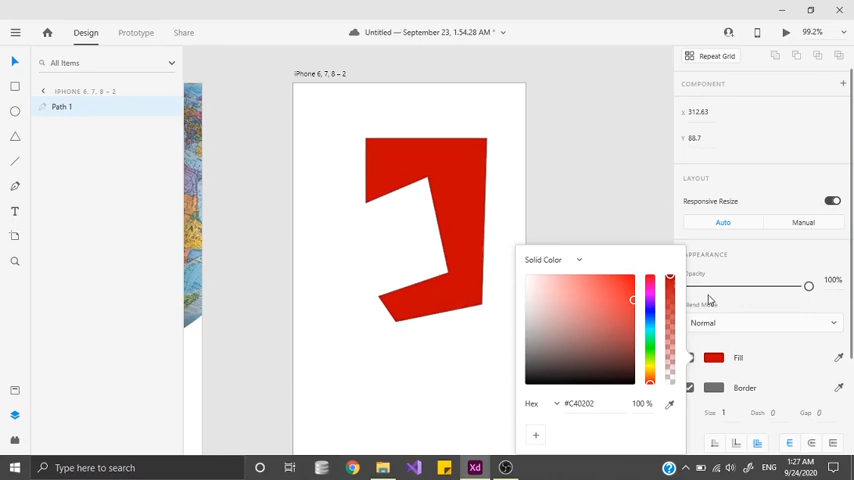 Design
Prototype
Share
Untitled — September 23, 1.54.28 AM *
99.2%
All Items
IPHONE 6, 7, 8 – 2
Path 1
iPhone 6, 7, 8 – 2
Repeat Grid
COMPONENT
X 312.63
Y 88.7
LAYOUT
Responsive Resize
Auto
Manual
APPEARANCE
Opacity
100%
Blend Mode
Normal
Fill
Border
Size 1
Dash 0
Gap 0
Solid Color
Hex
#C40202
100 %
Type here to search
Xd
ENG
1:27 AM
9/24/2020